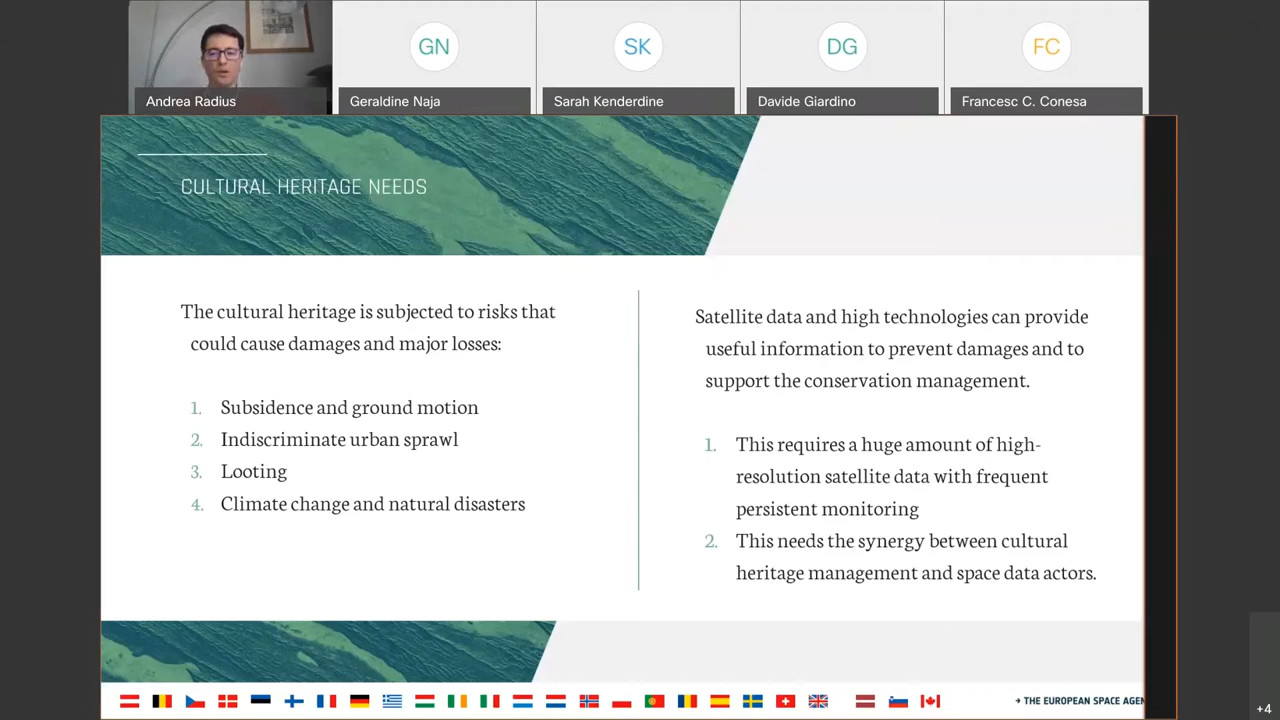 GN
SK
DG
FC
Andrea Radius
Geraldine Naja
Sarah Kenderdine
Davide Giardino
Francesc C. Conesa
CULTURAL HERITAGE NEEDS
The cultural heritage is subjected to risks that
could cause damages and major losses:
1. Subsidence and ground motion
2. Indiscriminate urban sprawl
3. Looting
4. Climate change and natural disasters
Satellite data and high technologies can provide
useful information to prevent damages and to
support the conservation management.
1. This requires a huge amount of high-
resolution satellite data with frequent
persistent monitoring
2. This needs the synergy between cultural
heritage management and space data actors.
→ THE EUROPEAN SPACE AGEN
+4